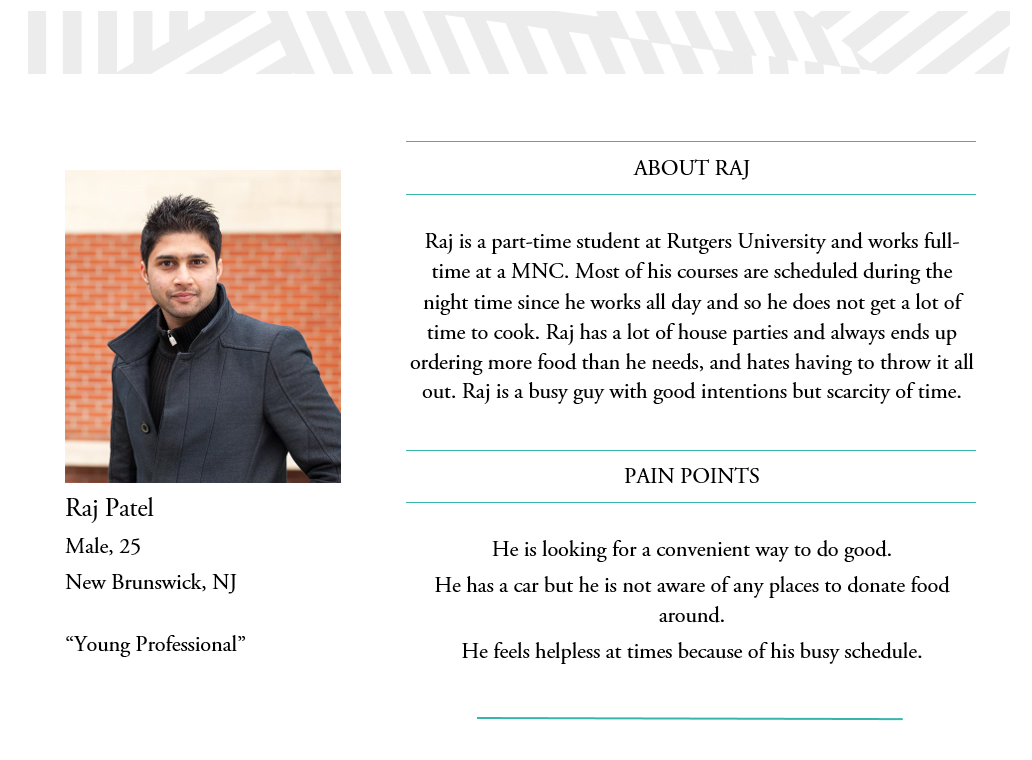 ABOUT RAJ
Raj is a part-time student at Rutgers University and works full-
time at a MNC. Most of his courses are scheduled during the
night time since he works all day and so he does not get a lot of
time to cook. Raj has a lot of house parties and always ends up
ordering more food than he needs, and hates having to throw it all
out. Raj is a busy guy with good intentions but scarcity of time.
PAIN POINTS
He is looking for a convenient way to do good.
He has a car but he is not aware of any places to donate food
around.
He feels helpless at times because of his busy schedule.
Raj Patel
Male, 25
New Brunswick, NJ
“Young Professional”